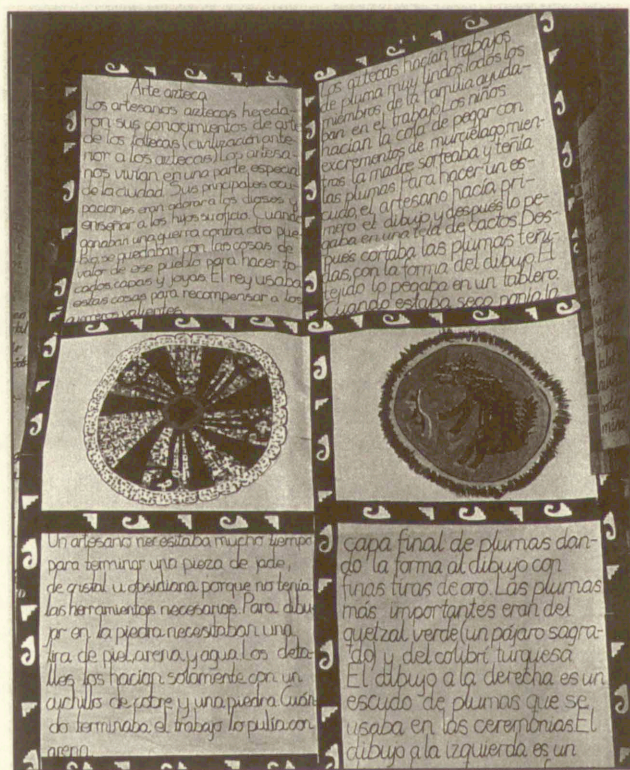 Arte azteca
Los artesanos aztecas hereda-
ron sus conocimientos de arte
de los toltecas (civilización ante-
rior a los aztecas) Los artesa-
nos vivían en una parte especial
de la ciudad. Sus principales ocu-
paciones eran adorar a los dioses y
enseñar a los hijos su oficio. Cuando
ganaban una guerra contra otro pue-
blo se quedaban con las cosas de
valor de ese pueblo para hacer to-
cados, capas y joyas. El rey usaba
estas cosas para recompensar a los
guerreros valientes.
Un artesano necesitaba mucho tiempo
para terminar una pieza de jade,
de cristal u obsidiana porque no tenía
las herramientas necesarias. Para dibu-
jar en la piedra necesitaban una
tira de piel, arena, y agua. Los deta-
lles los hacían solamente con un
cuchillo de cobre y una piedra. Cuán-
do terminaba el trabajo lo pulía con
arena.
Los aztecas hacían trabajos
de pluma muy lindos. Todos los
miembros de la familia ayuda-
ban en el trabajo. Los niños
hacían la cola de pegar con
excrementos de murciélago mien-
tras la madre sorteaba y tenía
las plumas. Para hacer un es-
cudo, el artesano hacía pri-
mero el dibujo y después lo pe-
gaba en una tela de cactos. Des-
pués cortaba las plumas teñi-
das, con la forma del dibujo. El
tejido lo pegaba en un tablero.
Cuando estaba seco ponía la
capa final de plumas dan-
do la forma al dibujo con
finas tiras de oro. Las plumas
más importantes eran del
quetzal verde (un pájaro sagra-
do) y del colibrí turquesa
El dibujo a la derecha es un
escudo de plumas que se
usaba en las ceremonias. El
dibujo a la izquierda es un